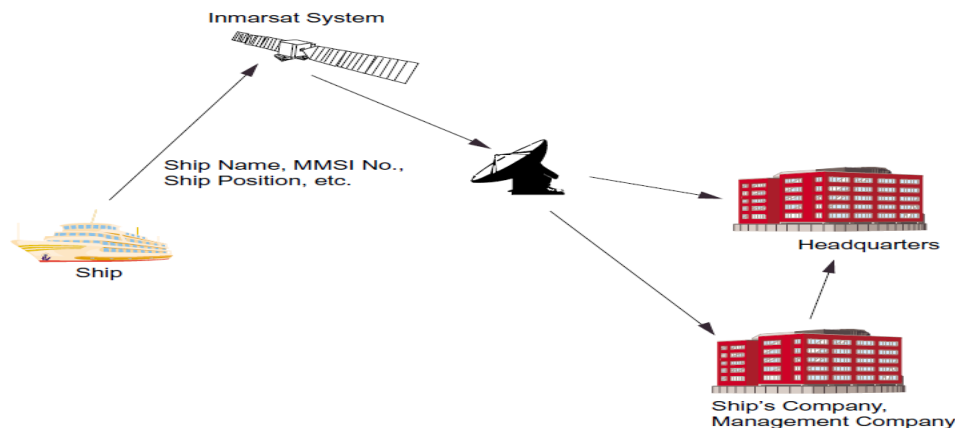 Inmarsat System
Ship Name, MMSI No.,
Ship Position, etc.
Ship
Headquarters
Ship's Company,
Management Company